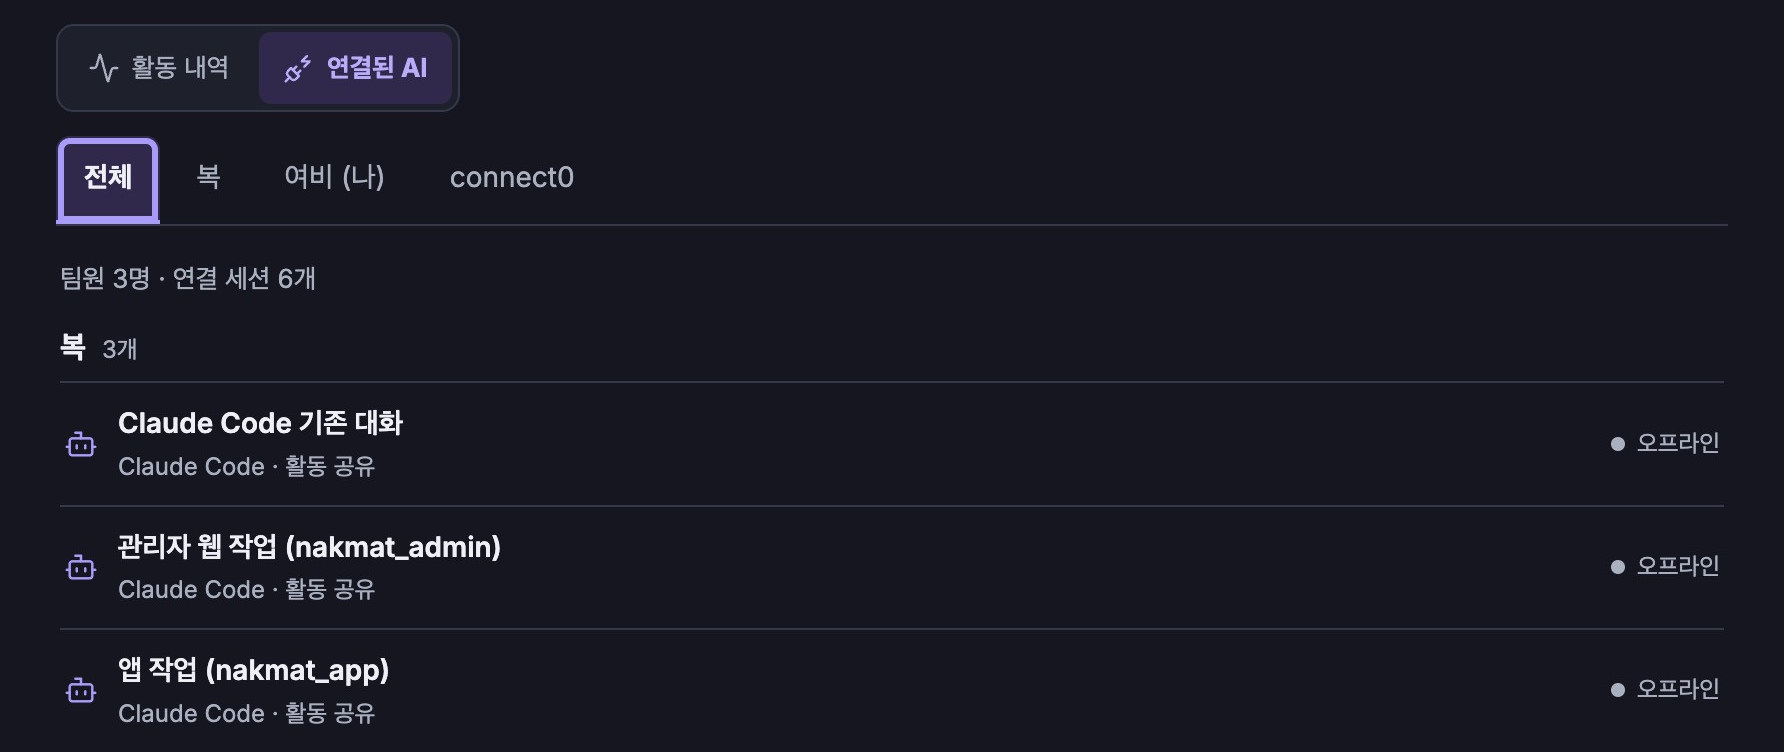 활동 내역 연결된 AI
전체 복 여비 (나) connect0
팀원 3명 · 연결 세션 6개
복 3개
Claude Code 기존 대화
Claude Code · 활동 공유
오프라인
관리자 웹 작업 (nakmat_admin)
Claude Code · 활동 공유
오프라인
앱 작업 (nakmat_app)
Claude Code · 활동 공유
오프라인